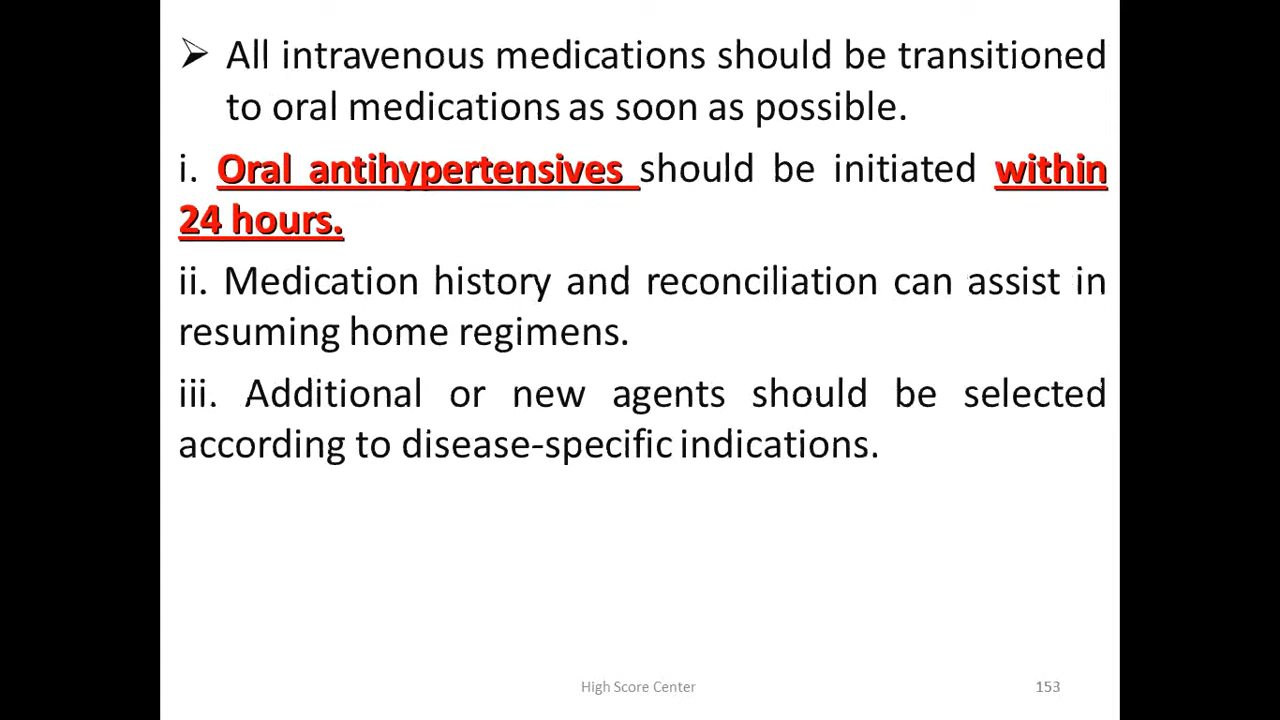 ➢ All intravenous medications should be transitioned
to oral medications as soon as possible.
i. Oral antihypertensives should be initiated within
24 hours.
ii. Medication history and reconciliation can assist in
resuming home regimens.
iii. Additional or new agents should be selected
according to disease-specific indications.
High Score Center
153